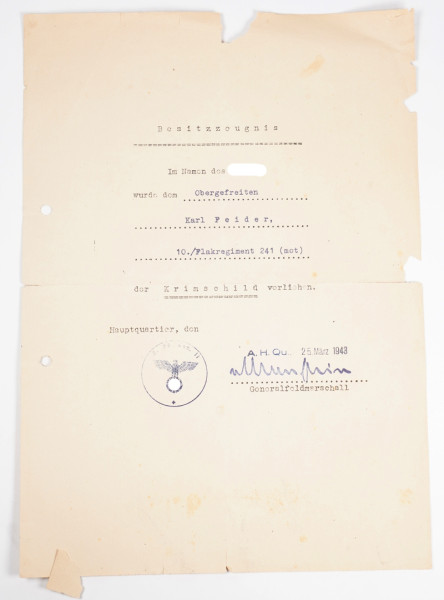 Besitzzeugnis
Im Namen des
wurde dem Obergefreiten
Karl Feider,
10./Flakregiment 241 (mot)
der Krimschild verliehen.
Hauptquartier, den
A.H.Qu. 25. März 1943
v. Manstein
Generalfeldmarschall